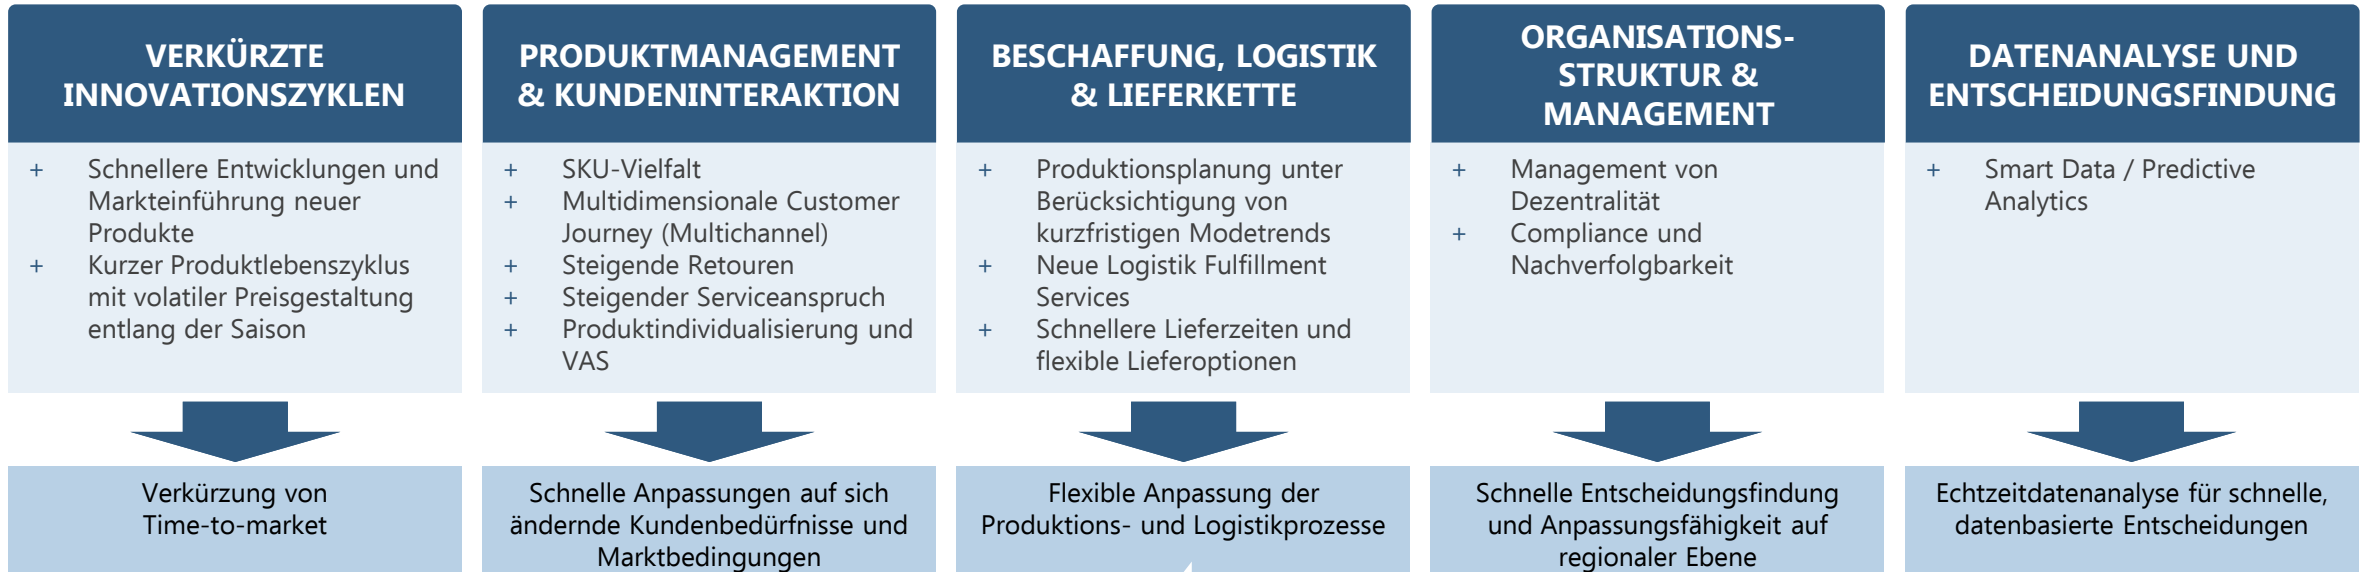 VERKÜRZTE
INNOVATIONSZYKLEN
+ Schnellere Entwicklungen und
Markteinführung neuer
Produkte
+ Kurzer Produktlebenszyklus
mit volatiler Preisgestaltung
entlang der Saison
Verkürzung von
Time-to-market
PRODUKTMANAGEMENT
& KUNDENINTERAKTION
+ SKU-Vielfalt
+ Multidimensionale Customer
Journey (Multichannel)
+ Steigende Retouren
+ Steigender Serviceanspruch
+ Produktindividualisierung und
VAS
Schnelle Anpassungen auf sich
ändernde Kundenbedürfnisse und
Marktbedingungen
BESCHAFFUNG, LOGISTIK
& LIEFERKETTE
+ Produktionsplanung unter
Berücksichtigung von
kurzfristigen Modetrends
+ Neue Logistik Fulfillment
Services
+ Schnellere Lieferzeiten und
flexible Lieferoptionen
Flexible Anpassung der
Produktions- und Logistikprozesse
ORGANISATIONS-
STRUKTUR &
MANAGEMENT
+ Management von
Dezentralität
+ Compliance und
Nachverfolgbarkeit
Schnelle Entscheidungsfindung
und Anpassungsfähigkeit auf
regionaler Ebene
DATENANALYSE UND
ENTSCHEIDUNGSFINDUNG
+ Smart Data / Predictive
Analytics
Echtzeitdatenanalyse für schnelle,
datenbasierte Entscheidungen